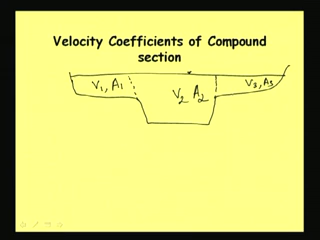 Velocity Coefficients of Compound
section
V1, A1
V2 A2
V3, A3